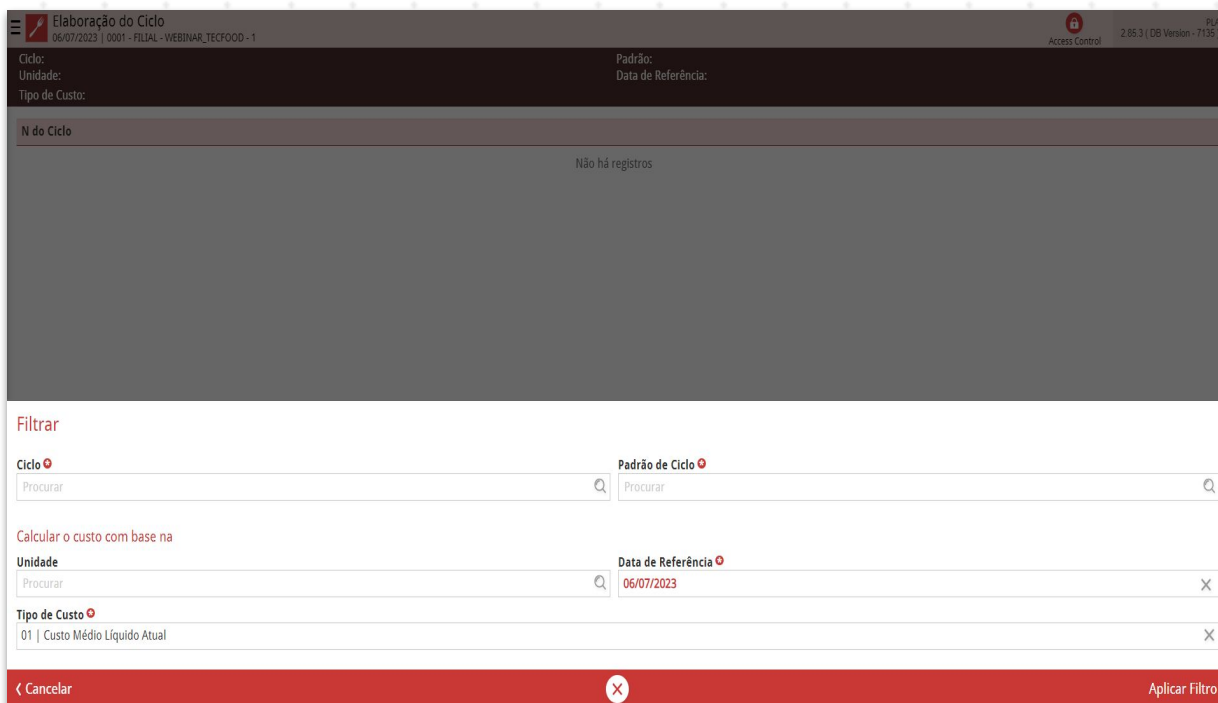 Elaboração do Ciclo
06/07/2023 | 0001 - FILIAL - WEBINAR_TECFOOD - 1
Access Control
2.85.3 ( DB Version - 7135
Ciclo:
Padrão:
Unidade:
Data de Referência:
Tipo de Custo:
N do Ciclo
Não há registros
Filtrar
Ciclo
Padrão de Ciclo
Procurar
Procurar
Calcular o custo com base na
Unidade
Data de Referência
Procurar
06/07/2023
Tipo de Custo
01 | Custo Médio Líquido Atual
Cancelar
Aplicar Filtro